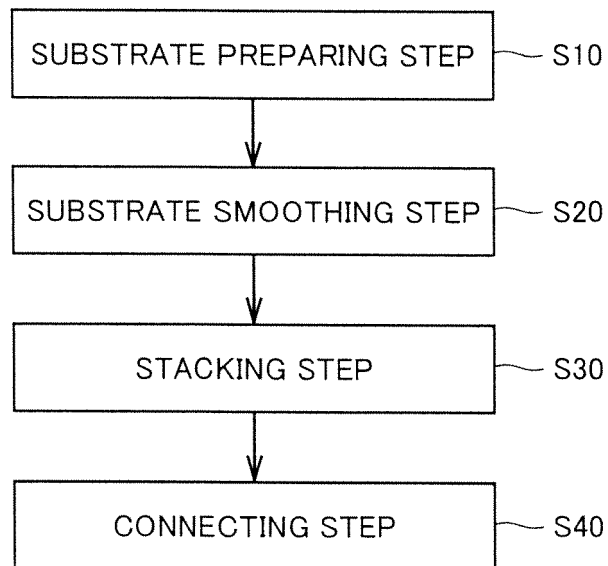 SUBSTRATE PREPARING STEP S10
SUBSTRATE SMOOTHING STEP S20
STACKING STEP S30
CONNECTING STEP S40